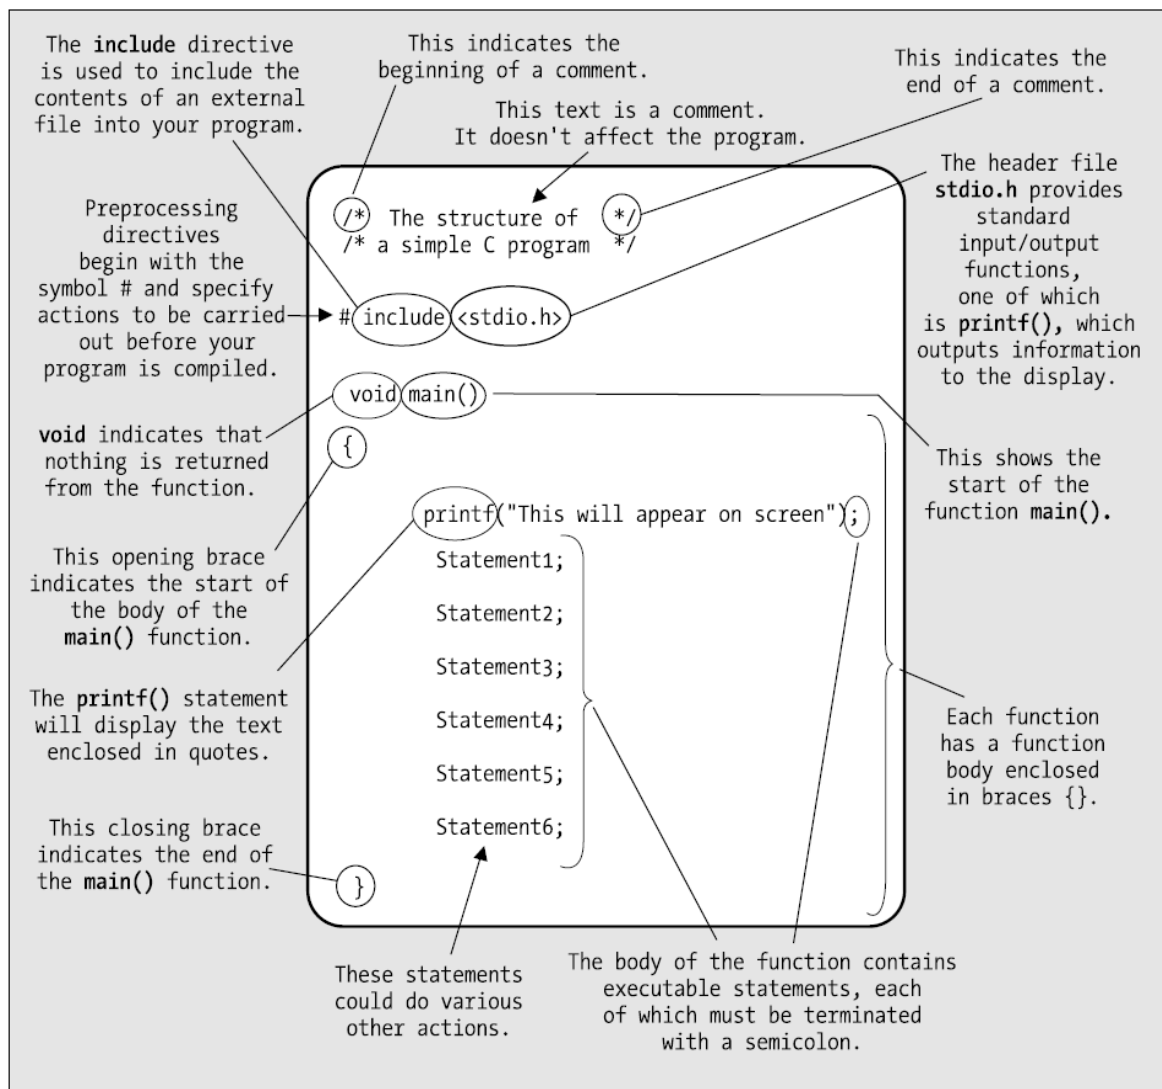 The include directive
is used to include the
contents of an external
file into your program.
This indicates the
beginning of a comment.
This text is a comment.
It doesn't affect the program.
This indicates the
end of a comment.
Preprocessing
directives
begin with the
symbol # and specify
actions to be carried
out before your
program is compiled.
void indicates that
nothing is returned
from the function.
This opening brace
indicates the start of
the body of the
main() function.
The printf() statement
will display the text
enclosed in quotes.
This closing brace
indicates the end of
the main() function.
/* The structure of */
/* a simple C program */
#include <stdio.h>
void main()
{
printf("This will appear on screen");
Statement1;
Statement2;
Statement3;
Statement4;
Statement5;
Statement6;
}
The header file
stdio.h provides
standard
input/output
functions,
one of which
is printf(), which
outputs information
to the display.
This shows the
start of the
function main().
Each function
has a function
body enclosed
in braces {}.
These statements
could do various
other actions.
The body of the function contains
executable statements, each
of which must be terminated
with a semicolon.